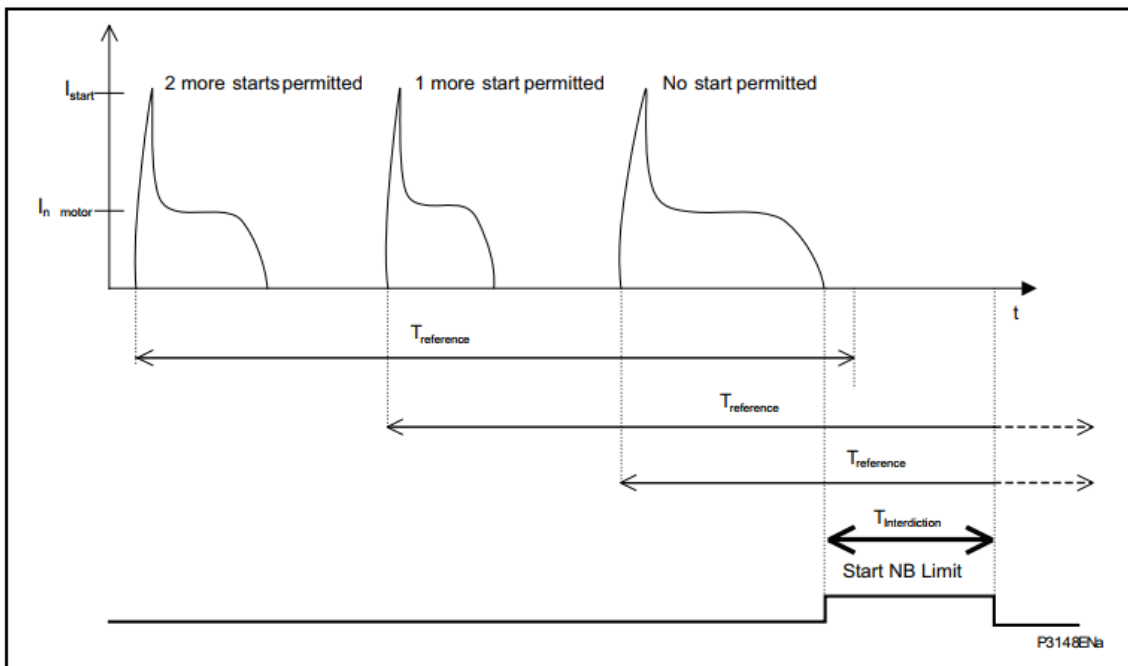 2 more starts permitted
1 more start permitted
No start permitted
Istart
In motor
t
Treference
Treference
Treference
TInterdiction
Start NB Limit
P3148ENa